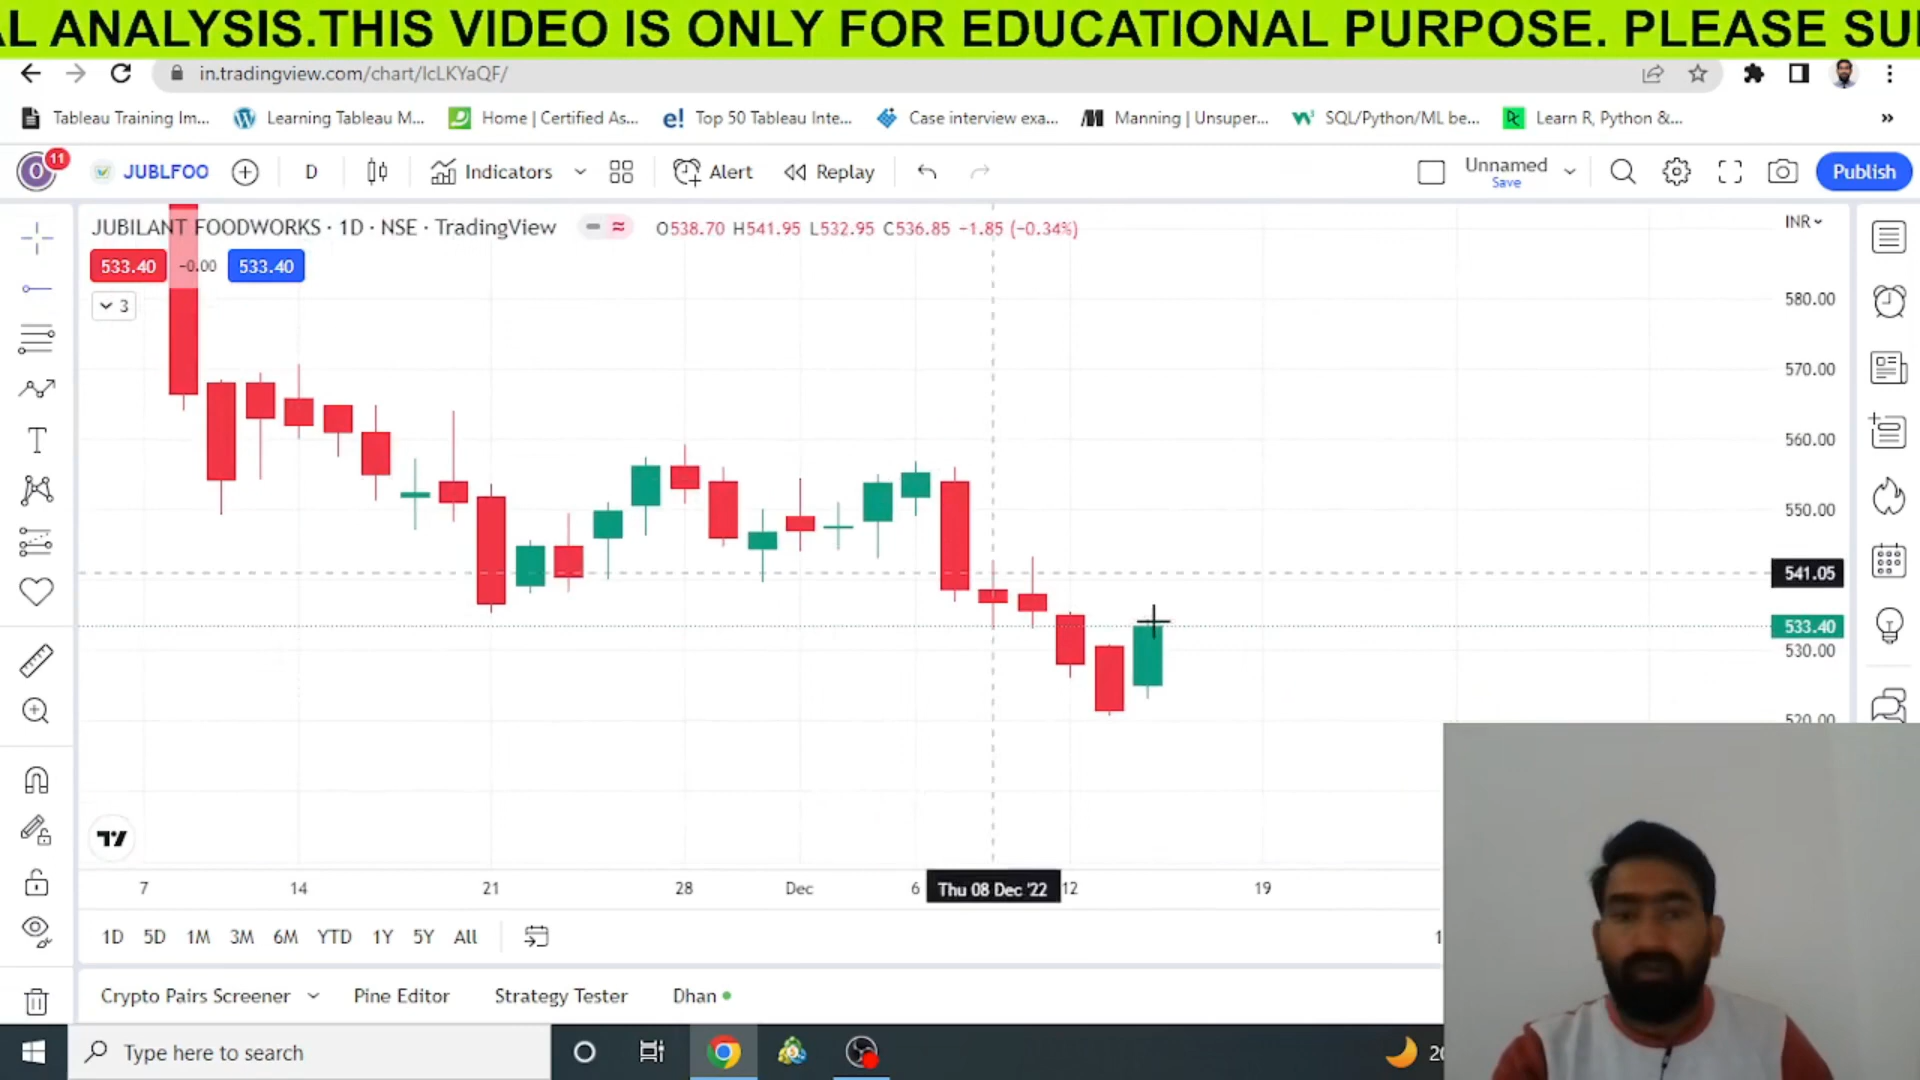 AL ANALYSIS.THIS VIDEO IS ONLY FOR EDUCATIONAL PURPOSE. PLEASE SU
in.tradingview.com/chart/lcLKYaQF/
Tableau Training Im... Learning Tableau M... Home | Certified As... Top 50 Tableau Inte... Case interview exa... Manning | Unsuper... SQL/Python/ML be... Learn R, Python &...
11 JUBLFOO D Indicators Alert Replay Unnamed Save Publish
JUBILANT FOODWORKS · 1D · NSE · TradingView O538.70 H541.95 L532.95 C536.85 −1.85 (−0.34%) INR
533.40 −0.00 533.40
3
580.00
570.00
560.00
550.00
541.05
533.40
530.00
520.00
7 14 21 28 Dec 6 Thu 08 Dec '22 12 19
1D 5D 1M 3M 6M YTD 1Y 5Y All 1
Crypto Pairs Screener Pine Editor Strategy Tester Dhan
Type here to search 20